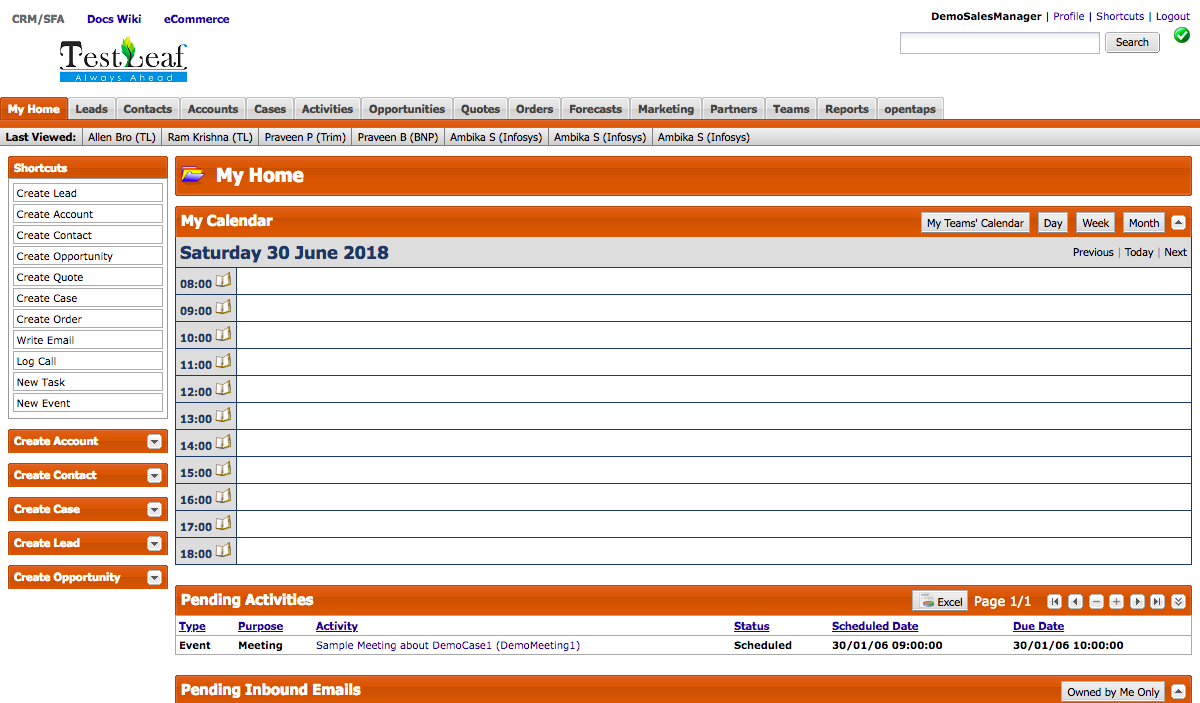 CRM/SFA Docs Wiki eCommerce
DemoSalesManager | Profile | Shortcuts | Logout
TestLeaf
Always Ahead
Search
My Home Leads Contacts Accounts Cases Activities Opportunities Quotes Orders Forecasts Marketing Partners Teams Reports opentaps
Last Viewed: Allen Bro (TL) Ram Krishna (TL) Praveen P (Trim) Praveen B (BNP) Ambika S (Infosys) Ambika S (Infosys) Ambika S (Infosys)
Shortcuts
Create Lead
Create Account
Create Contact
Create Opportunity
Create Quote
Create Case
Create Order
Write Email
Log Call
New Task
New Event
Create Account
Create Contact
Create Case
Create Lead
Create Opportunity
My Home
My Calendar My Teams' Calendar Day Week Month
Saturday 30 June 2018 Previous | Today | Next
08:00
09:00
10:00
11:00
12:00
13:00
14:00
15:00
16:00
17:00
18:00
Pending Activities Excel Page 1/1
Type Purpose Activity Status Scheduled Date Due Date
Event Meeting Sample Meeting about DemoCase1 (DemoMeeting1) Scheduled 30/01/06 09:00:00 30/01/06 10:00:00
Pending Inbound Emails Owned by Me Only